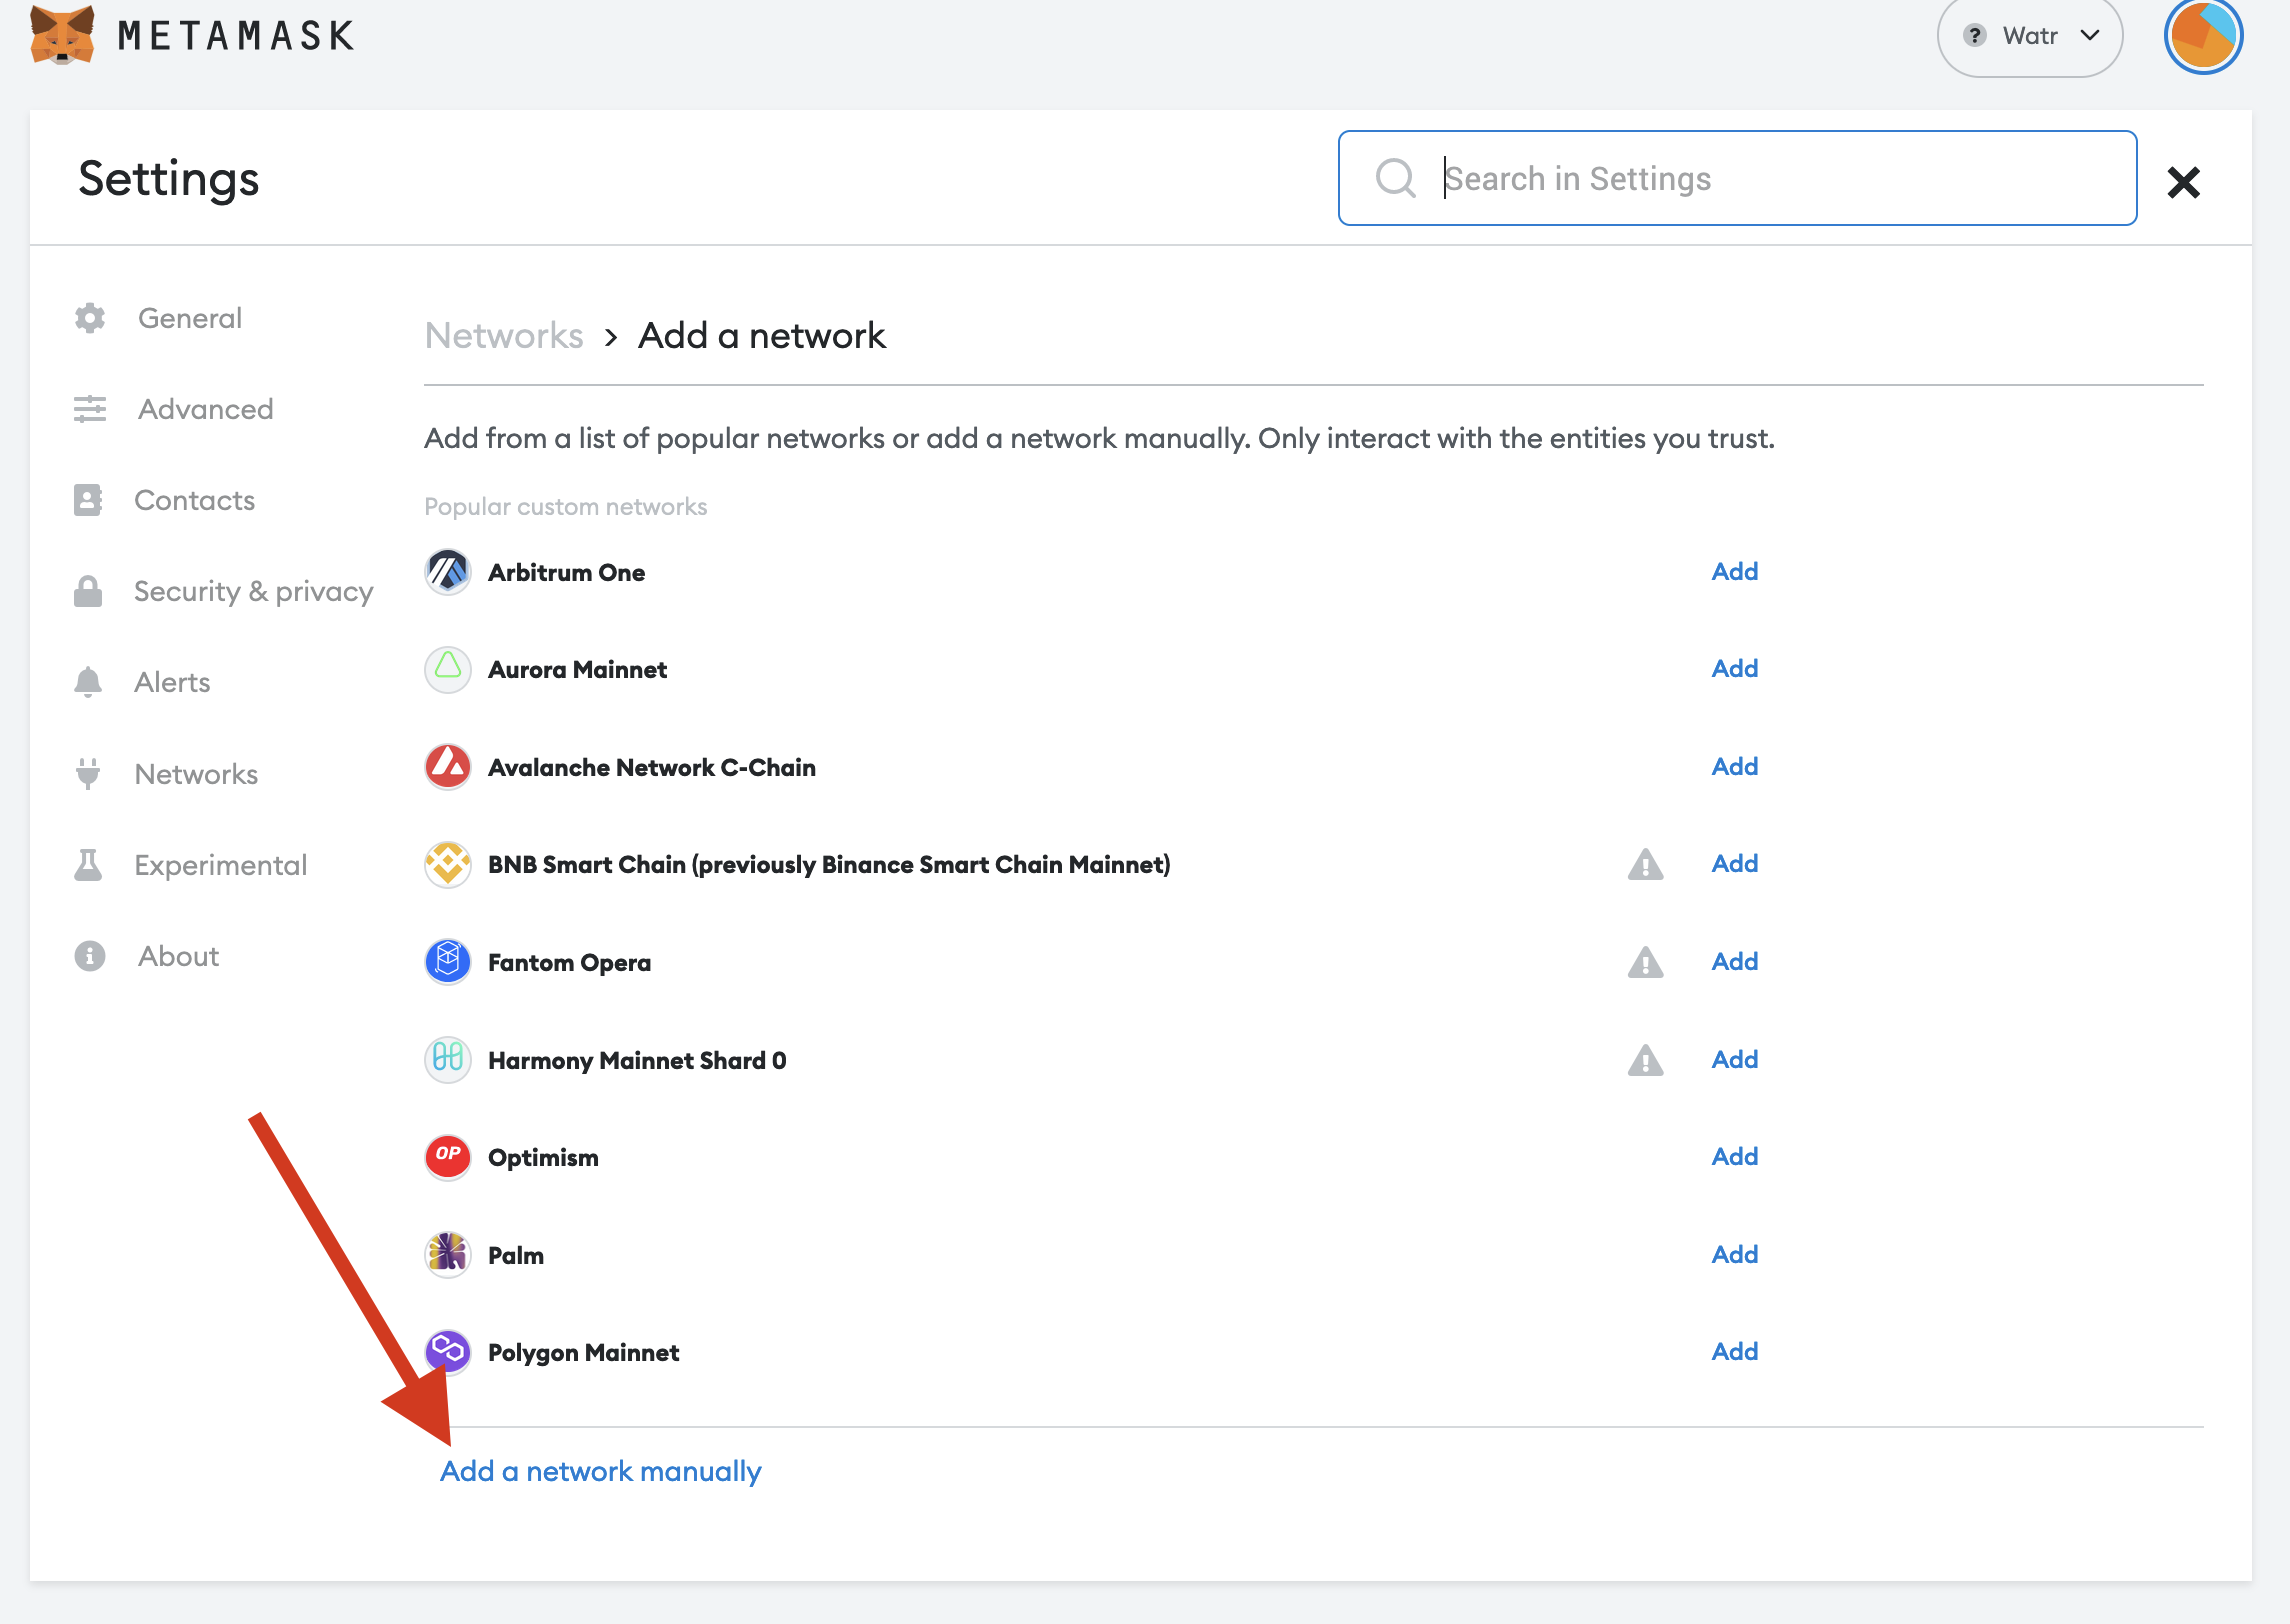 METAMASK
? Watr
Settings
Search in Settings
General
Advanced
Contacts
Security & privacy
Alerts
Networks
Experimental
About
Networks > Add a network
Add from a list of popular networks or add a network manually. Only interact with the entities you trust.
Popular custom networks
Arbitrum One Add
Aurora Mainnet Add
Avalanche Network C-Chain Add
BNB Smart Chain (previously Binance Smart Chain Mainnet) Add
Fantom Opera Add
Harmony Mainnet Shard 0 Add
OP Optimism Add
Palm Add
Polygon Mainnet Add
Add a network manually